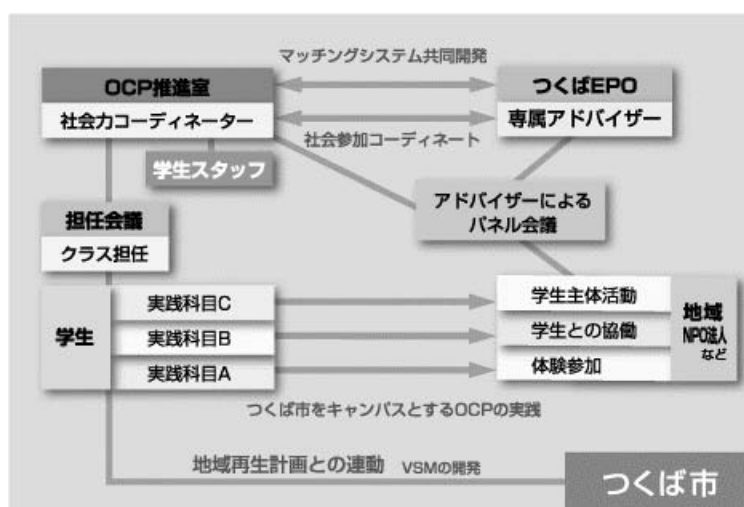 マッチングシステム共同開発
OCP推進室
社会力コーディネーター
つくばEPO
専属アドバイザー
社会参加コーディネート
学生スタッフ
アドバイザーによる
パネル会議
担任会議
クラス担任
学生
実践科目C
実践科目B
実践科目A
学生主体活動
学生との協働
体験参加
地域
NPO法人
など
つくば市をキャンパスとするOCPの実践
地域再生計画との連動 VSMの開発
つくば市